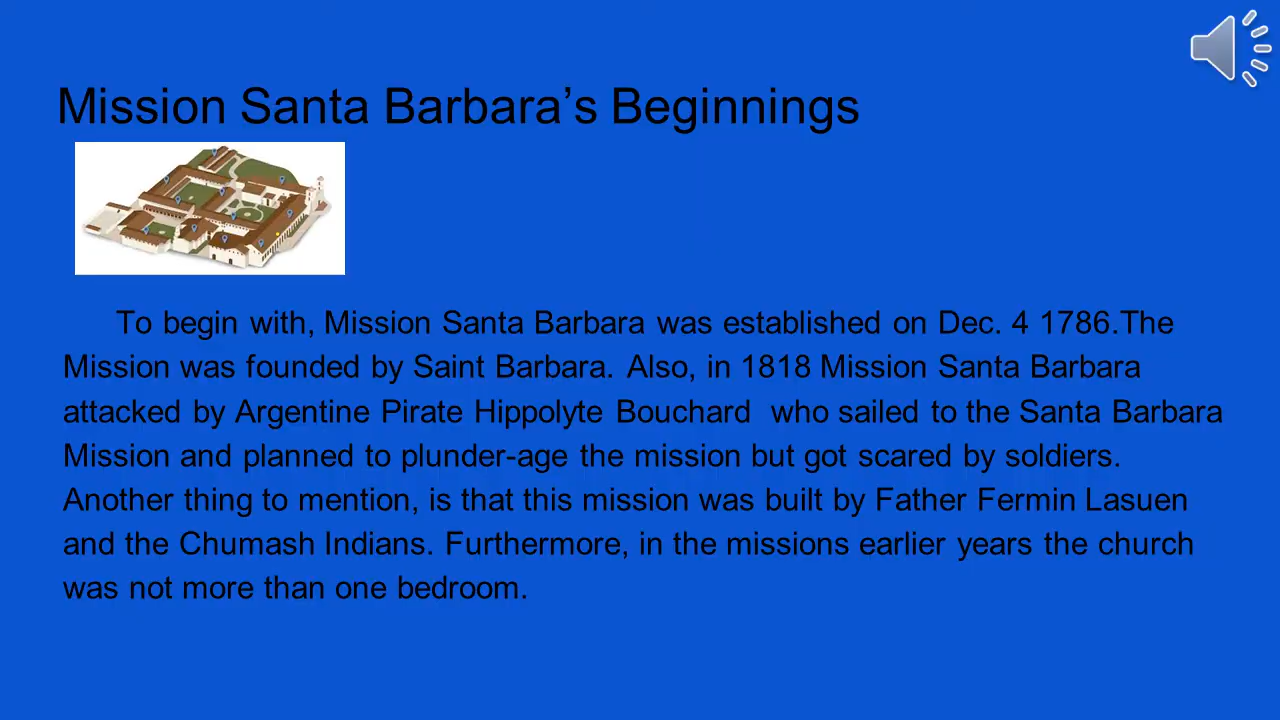 Mission Santa Barbara’s Beginnings
To begin with, Mission Santa Barbara was established on Dec. 4 1786.The
Mission was founded by Saint Barbara. Also, in 1818 Mission Santa Barbara
attacked by Argentine Pirate Hippolyte Bouchard who sailed to the Santa Barbara
Mission and planned to plunder-age the mission but got scared by soldiers.
Another thing to mention, is that this mission was built by Father Fermin Lasuen
and the Chumash Indians. Furthermore, in the missions earlier years the church
was not more than one bedroom.